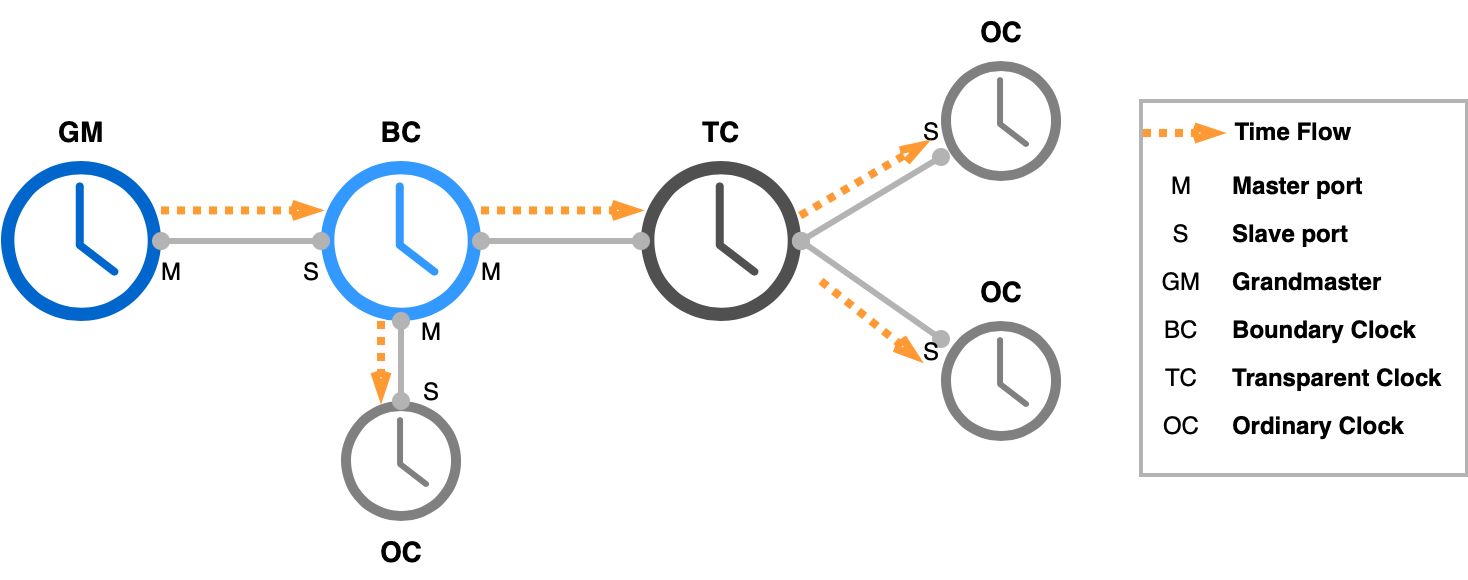 OC
GM
BC
TC
S
M
S
M
M
S
S
OC
OC
Time Flow
M Master port
S Slave port
GM Grandmaster
BC Boundary Clock
TC Transparent Clock
OC Ordinary Clock